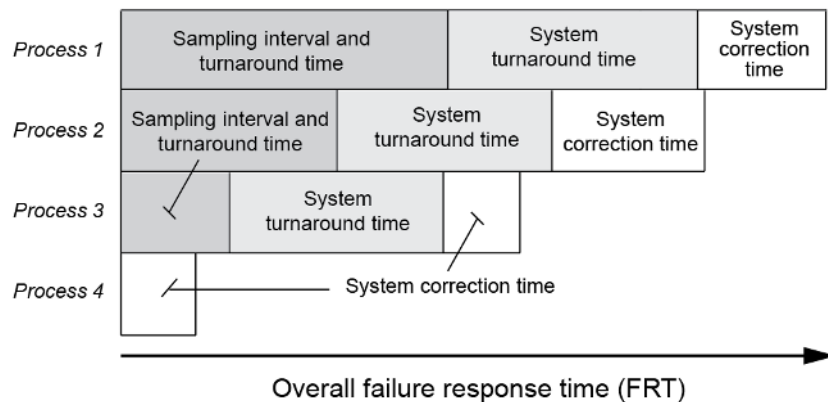 Process 1
Sampling interval and
turnaround time
System
turnaround time
System
correction
time
Process 2
Sampling interval and
turnaround time
System
turnaround time
System
correction time
Process 3
System
turnaround time
Process 4
System correction time
Overall failure response time (FRT)